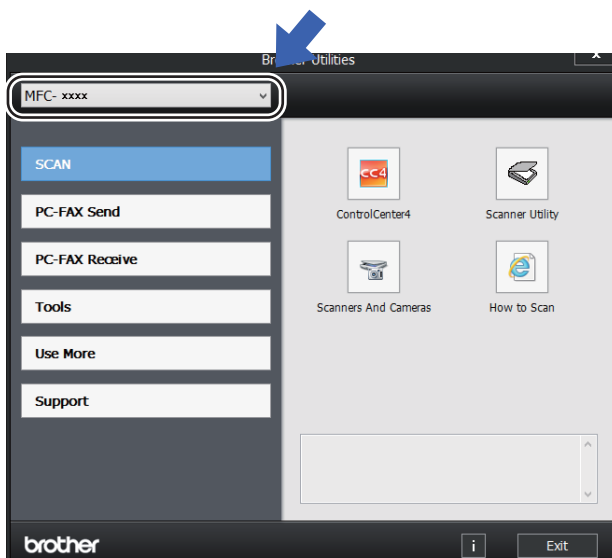 Utilities
x
MFC- xxxx
SCAN
PC-FAX Send
PC-FAX Receive
Tools
Use More
Support
CC4
ControlCenter4
Scanner Utility
Scanners And Cameras
How to Scan
brother
i
Exit